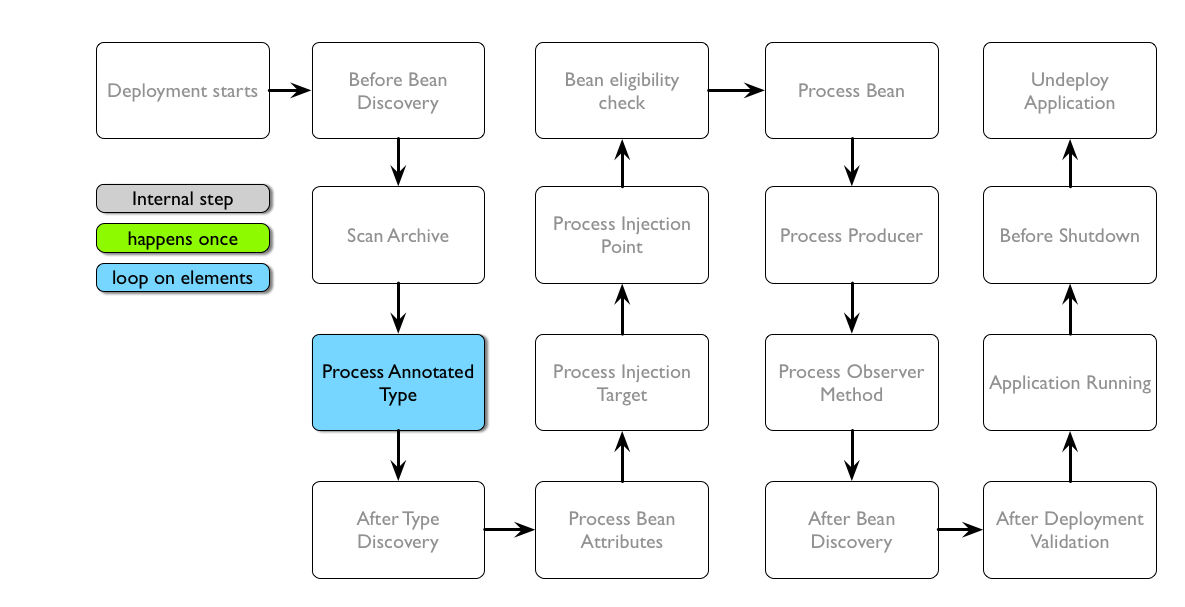 Deployment starts
Before Bean
Discovery
Bean eligibility
check
Process Bean
Undeploy
Application
Internal step
happens once
loop on elements
Scan Archive
Process Injection
Point
Process Producer
Before Shutdown
Process Annotated
Type
Process Injection
Target
Process Observer
Method
Application Running
After Type
Discovery
Process Bean
Attributes
After Bean
Discovery
After Deployment
Validation